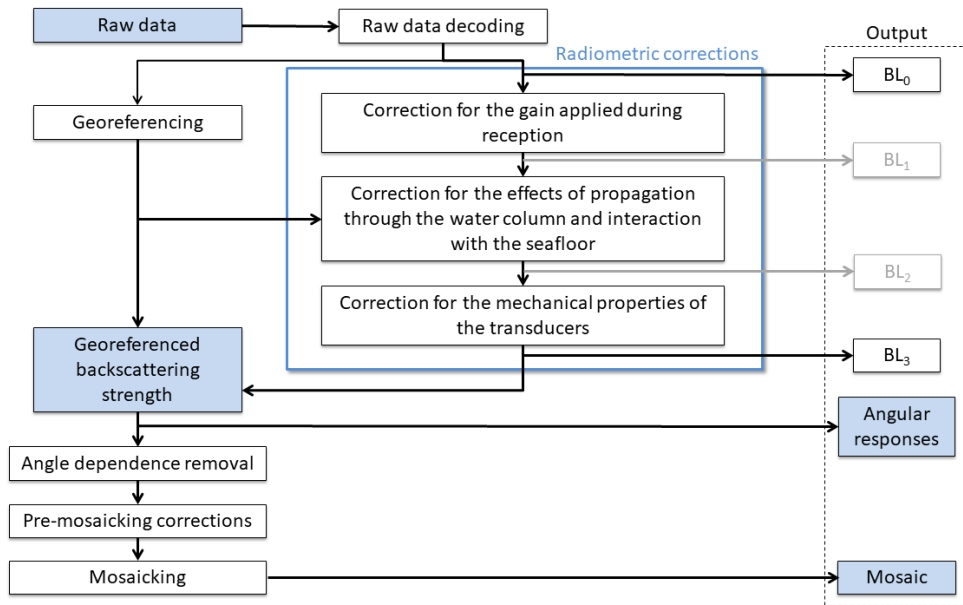 Raw data
Raw data decoding
Output
Radiometric corrections
BL₀
Georeferencing
Correction for the gain applied during
reception
BL₁
Correction for the effects of propagation
through the water column and interaction
with the seafloor
BL₂
Correction for the mechanical properties of
the transducers
Georeferenced
backscattering
strength
BL₃
Angular
responses
Angle dependence removal
Pre-mosaicking corrections
Mosaicking
Mosaic